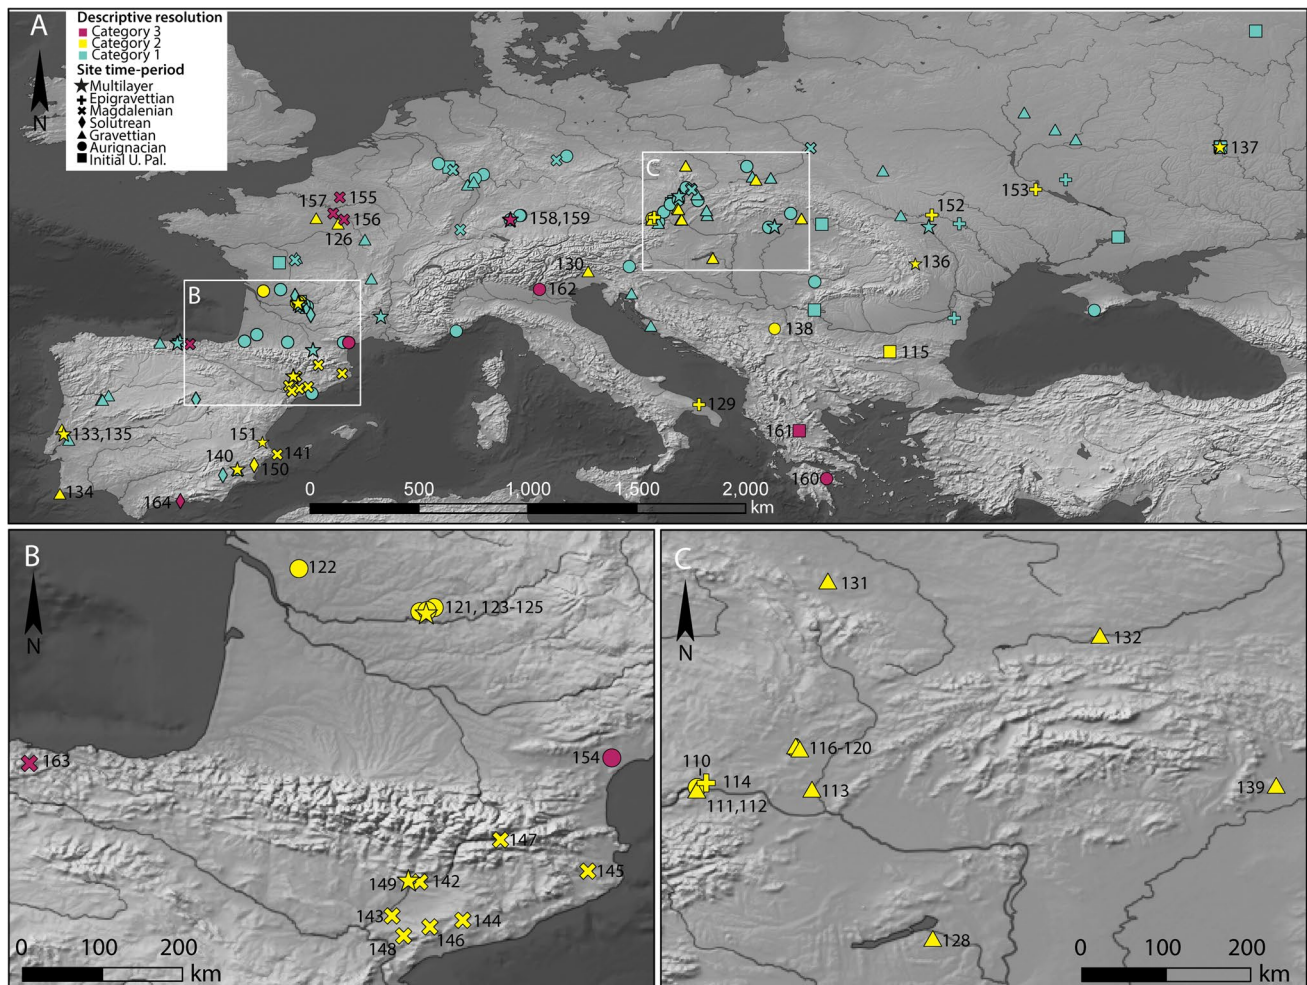 A
Descriptive resolution
Category 3
Category 2
Category 1
Site time-period
Multilayer
Epigravettian
Magdalenian
Solutrean
Gravettian
Aurignacian
Initial U. Pal.
N
137
C
153
152
157
155
156
126
158,159
136
130
162
B
138
115
129
161
133,135
151
141
140
150
160
134
164
0 500 1,000 1,500 2,000
km
B
122
121, 123-125
N
163
154
147
149
142
145
143
144
146
148
0 100 200
km
C
131
132
N
116-120
110
114
111,112
113
139
128
0 100 200
km